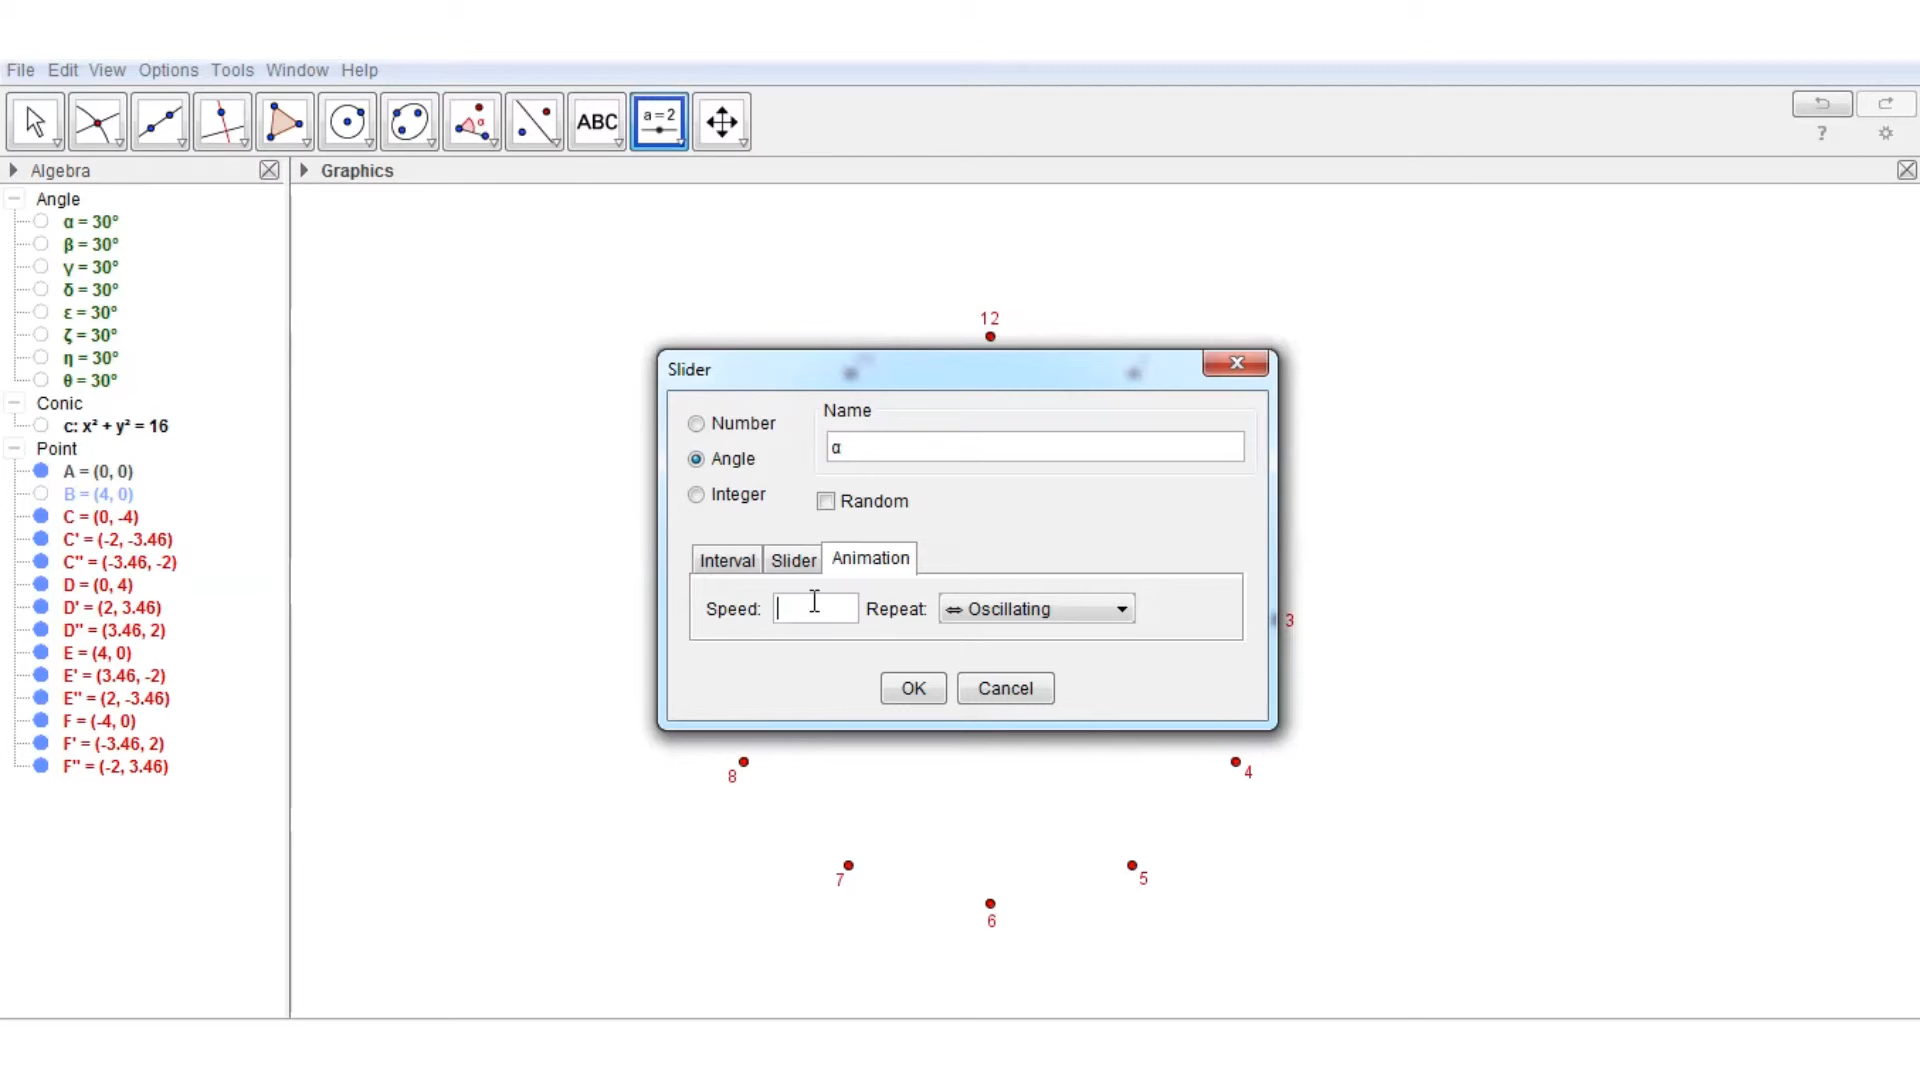 File Edit View Options Tools Window Help
ABC
a = 2
α
?
Algebra
Graphics
Angle
α = 30°
β = 30°
γ = 30°
δ = 30°
ε = 30°
ζ = 30°
η = 30°
θ = 30°
Conic
c: x² + y² = 16
Point
A = (0, 0)
B = (4, 0)
C = (0, -4)
C' = (-2, -3.46)
C'' = (-3.46, -2)
D = (0, 4)
D' = (2, 3.46)
D'' = (3.46, 2)
E = (4, 0)
E' = (3.46, -2)
E'' = (2, -3.46)
F = (-4, 0)
F' = (-3.46, 2)
F'' = (-2, 3.46)
12
Slider
Number
Angle
Integer
Name
α
Random
Interval Slider Animation
Speed: Repeat: ⇔ Oscillating
OK Cancel
3
8
4
7
5
6